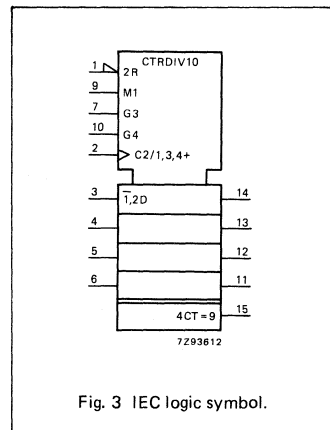 CTRDIV10
1 2R
9 M1
7 G3
10 G4
2 C2/1,3,4+
3 1̅,2D 14
4 13
5 12
6 11
4CT=9 15
7Z93612
Fig. 3 IEC logic symbol.